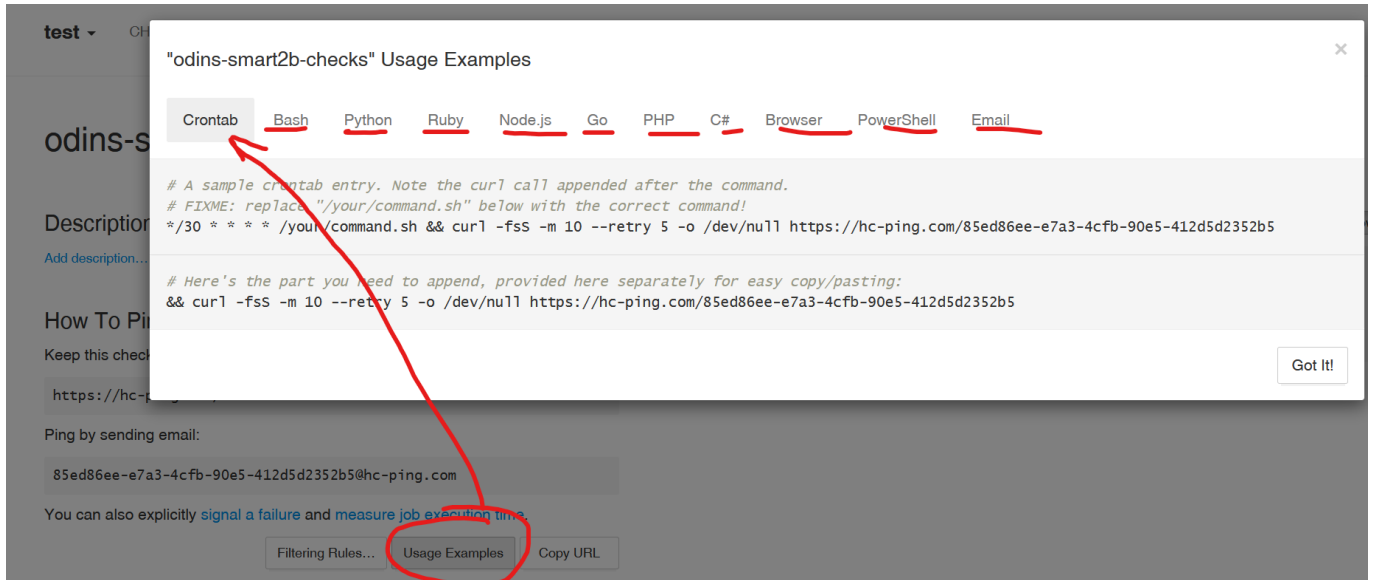 test
CH
"odins-smart2b-checks" Usage Examples
×
Crontab Bash Python Ruby Node.js Go PHP C# Browser PowerShell Email
odins-s
# A sample crontab entry. Note the curl call appended after the command.
# FIXME: replace "/your/command.sh" below with the correct command!
*/30 * * * * /your/command.sh && curl -fsS -m 10 --retry 5 -o /dev/null https://hc-ping.com/85ed86ee-e7a3-4cfb-90e5-412d5d2352b5
Description
Add description...
# Here's the part you need to append, provided here separately for easy copy/pasting:
&& curl -fsS -m 10 --retry 5 -o /dev/null https://hc-ping.com/85ed86ee-e7a3-4cfb-90e5-412d5d2352b5
How To Pi
Keep this check
Got It!
https://hc-p
Ping by sending email:
85ed86ee-e7a3-4cfb-90e5-412d5d2352b5@hc-ping.com
You can also explicitly signal a failure and measure job execution time.
Filtering Rules... Usage Examples Copy URL